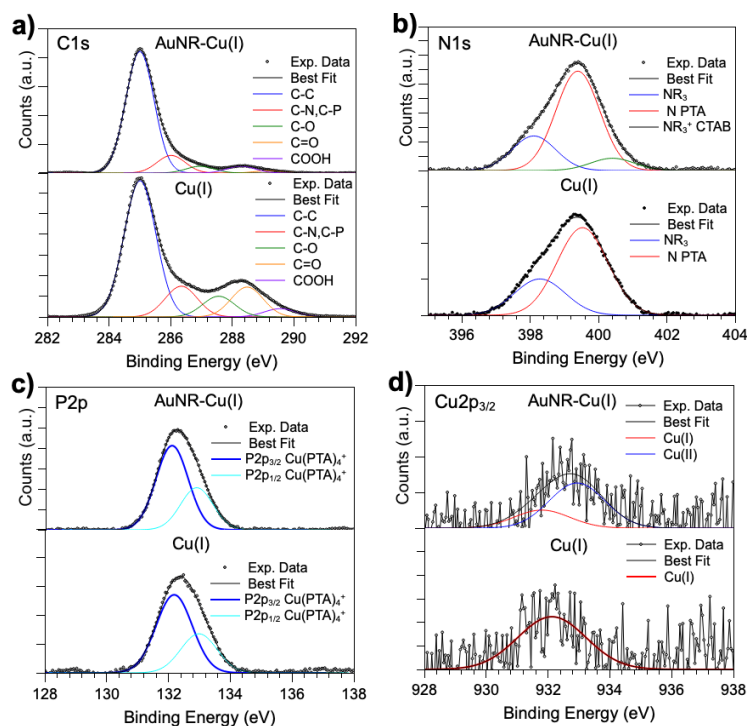 a)
C1s
AuNR-Cu(I)
Exp. Data
Best Fit
C-C
C-N,C-P
C-O
C=O
COOH
Counts (a.u.)
Cu(I)
Exp. Data
Best Fit
C-C
C-N,C-P
C-O
C=O
COOH
282 284 286 288 290 292
Binding Energy (eV)
b)
N1s
AuNR-Cu(I)
Exp. Data
Best Fit
NR₃
N PTA
NR₃⁺ CTAB
Counts (a.u.)
Cu(I)
Exp. Data
Best Fit
NR₃
N PTA
396 398 400 402 404
Binding Energy (eV)
c)
P2p
AuNR-Cu(I)
Exp. Data
Best Fit
P2p₃/₂ Cu(PTA)₄⁺
P2p₁/₂ Cu(PTA)₄⁺
Counts (a.u.)
Cu(I)
Exp. Data
Best Fit
P2p₃/₂ Cu(PTA)₄⁺
P2p₁/₂ Cu(PTA)₄⁺
128 130 132 134 136 138
Binding Energy (eV)
d)
Cu2p₃/₂
AuNR-Cu(I)
Exp. Data
Best Fit
Cu(I)
Cu(II)
Counts (a.u.)
Cu(I)
Exp. Data
Best Fit
Cu(I)
928 930 932 934 936 938
Binding Energy (eV)